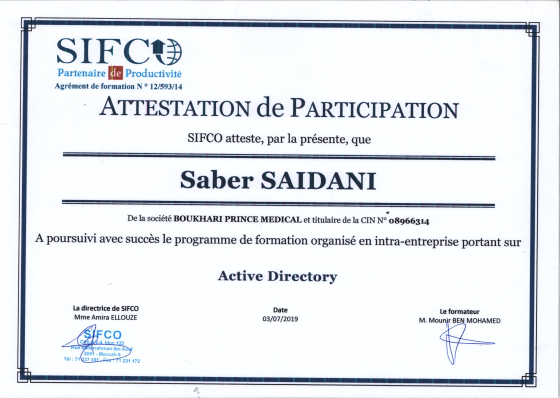 SIFCO
Partenaire de Productivité
Agrément de formation N ° 12/593/14
ATTESTATION de PARTICIPATION
SIFCO atteste, par la présente, que
Saber SAIDANI
De la société BOUKHARI PRINCE MEDICAL et titulaire de la CIN N° 08966314
A poursuivi avec succès le programme de formation organisé en intra-entreprise portant sur
Active Directory
La directrice de SIFCO
Mme Amira ELLOUZE
Date
03/07/2019
Le formateur
M. Mounir BEN MOHAMED
SIFCO